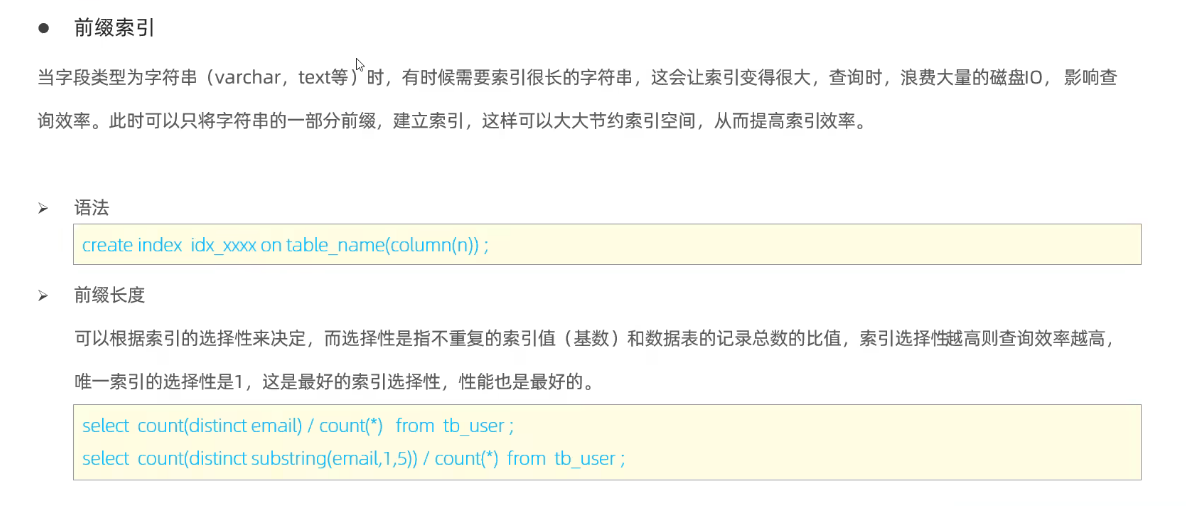 ● 前缀索引
当字段类型为字符串（varchar，text等）时，有时候需要索引很长的字符串，这会让索引变得很大，查询时，浪费大量的磁盘IO， 影响查
询效率。此时可以只将字符串的一部分前缀，建立索引，这样可以大大节约索引空间，从而提高索引效率。
➢ 语法
create index idx_xxxx on table_name(column(n)) ;
➢ 前缀长度
可以根据索引的选择性来决定，而选择性是指不重复的索引值（基数）和数据表的记录总数的比值，索引选择性越高则查询效率越高，
唯一索引的选择性是1，这是最好的索引选择性，性能也是最好的。
select count(distinct email) / count(*) from tb_user ;
select count(distinct substring(email,1,5)) / count(*) from tb_user ;